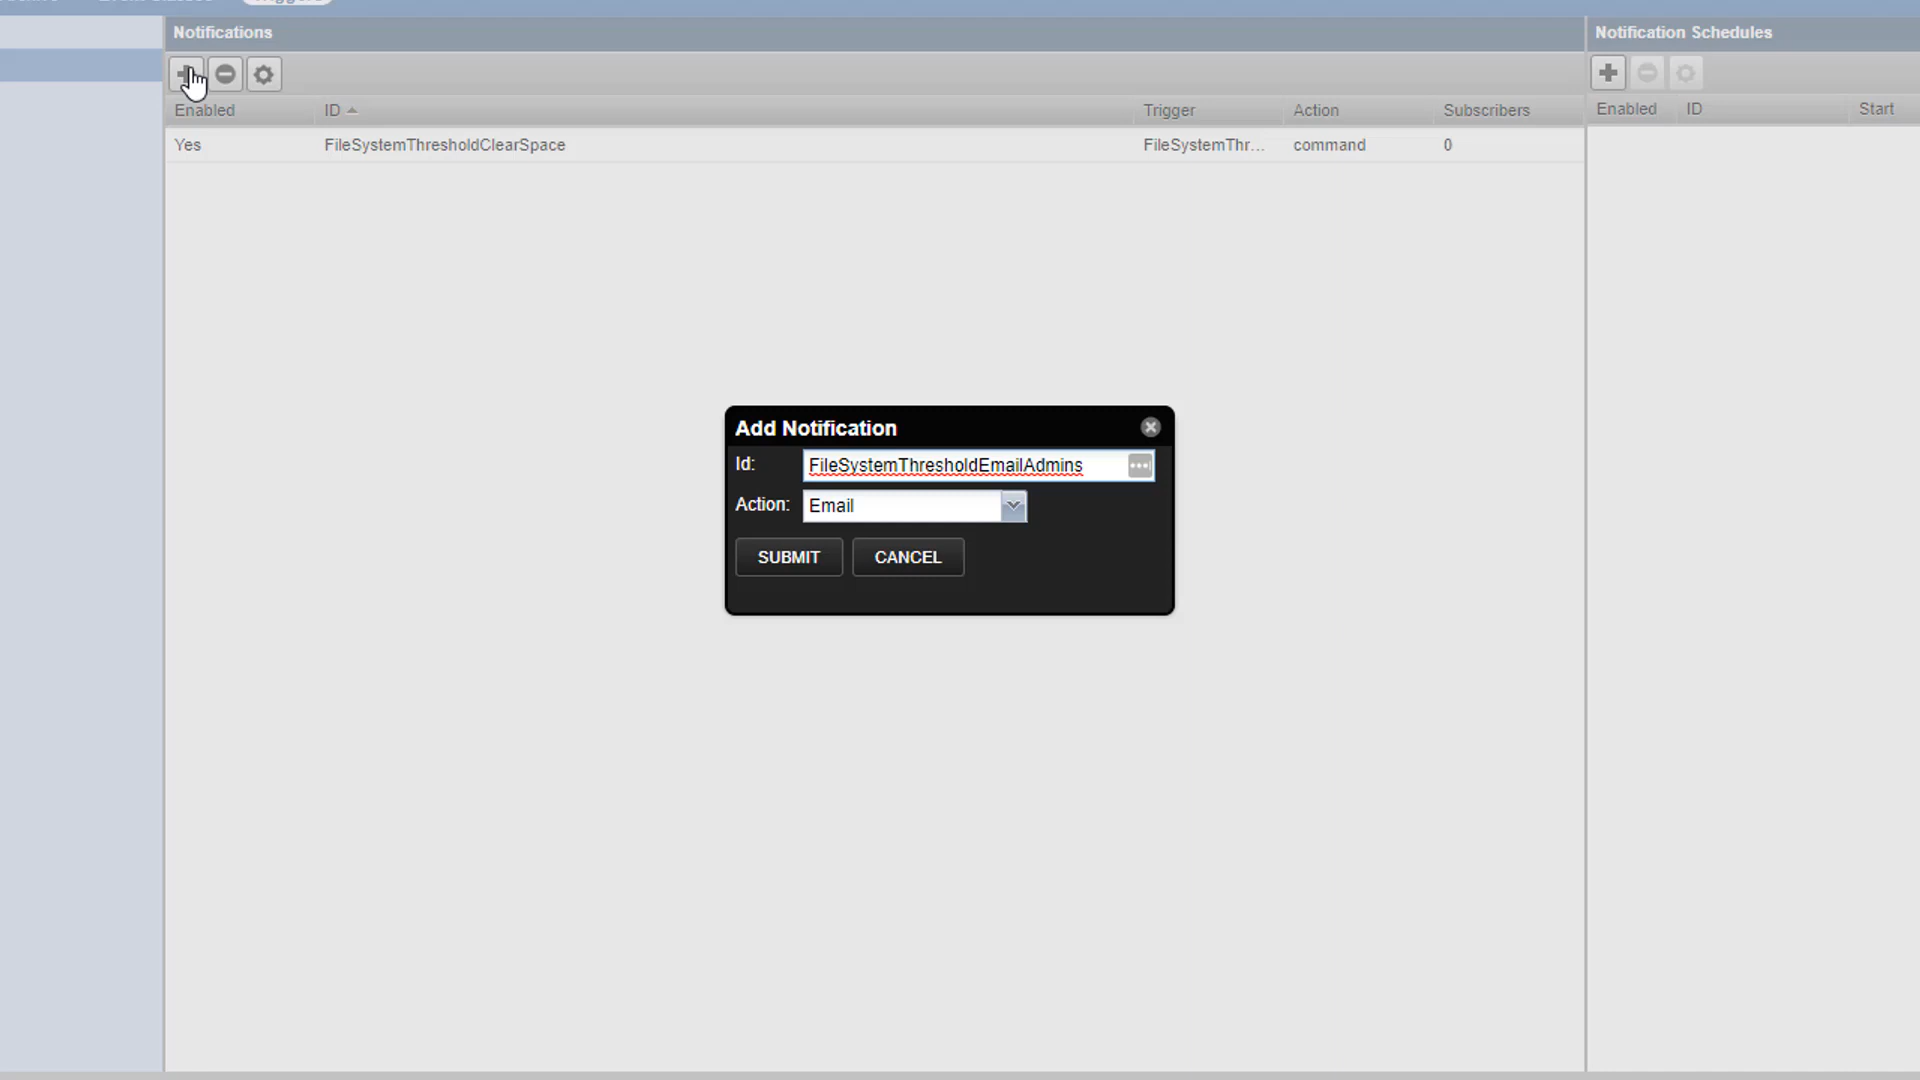 Triggers
Notifications
Notification Schedules
Enabled ID Trigger Action Subscribers
Enabled ID Start
Yes FileSystemThresholdClearSpace FileSystemThr... command 0
Add Notification
Id: FileSystemThresholdEmailAdmins
Action: Email
SUBMIT CANCEL